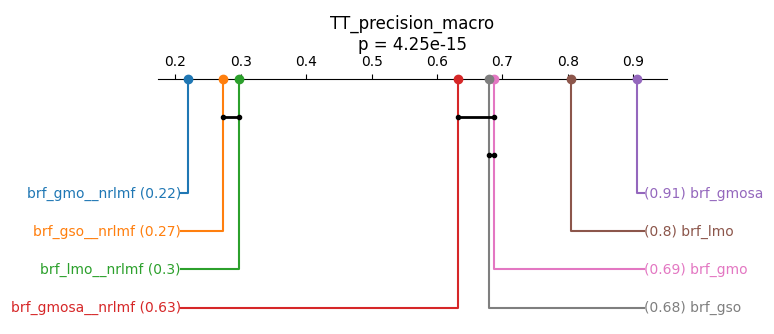 TT_precision_macro
p = 4.25e-15
0.2 0.3 0.4 0.5 0.6 0.7 0.8 0.9
brf_gmo__nrlmf (0.22) (0.91) brf_gmosa
brf_gso__nrlmf (0.27) (0.8) brf_lmo
brf_lmo__nrlmf (0.3) (0.69) brf_gmo
brf_gmosa__nrlmf (0.63) (0.68) brf_gso